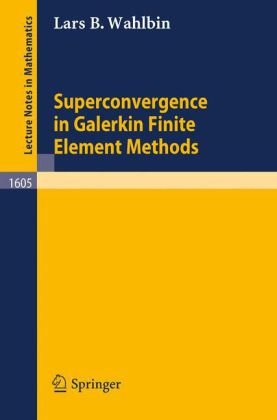 Lars B. Wahlbin
Lecture Notes in Mathematics
Superconvergence
in Galerkin Finite
Element Methods
1605
Springer